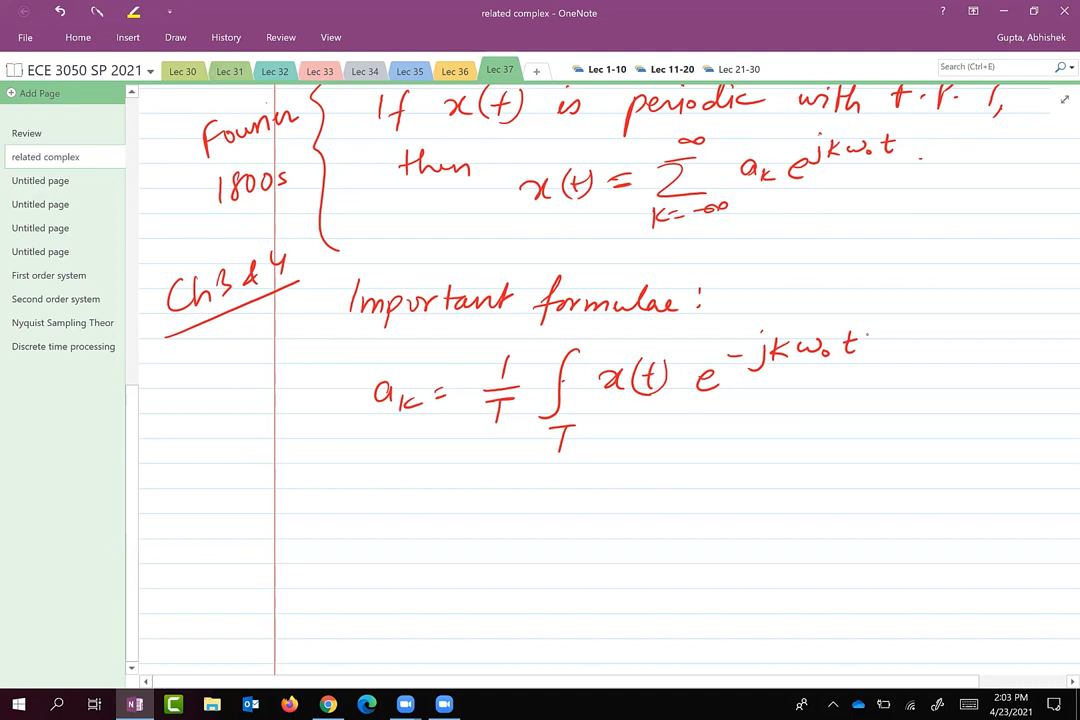 related complex - OneNote
Gupta, Abhishek
File Home Insert Draw History Review View
ECE 3050 SP 2021 Lec 30 Lec 31 Lec 32 Lec 33 Lec 34 Lec 35 Lec 36 Lec 37 Lec 1-10 Lec 11-20 Lec 21-30 Search (Ctrl+E)
Add Page
Review
related complex
Untitled page
Untitled page
Untitled page
Untitled page
First order system
Second order system
Nyquist Sampling Theor
Discrete time processing
Fourier
1800s
If x(t) is periodic with
then x(t) = ∑_{k=-∞}^{∞} a_k e^{jkω₀t} .
Ch 3 & 4
Important formulae :
a_k = 1/T ∫_T x(t) e^{-jkω₀t}
2:03 PM
4/23/2021